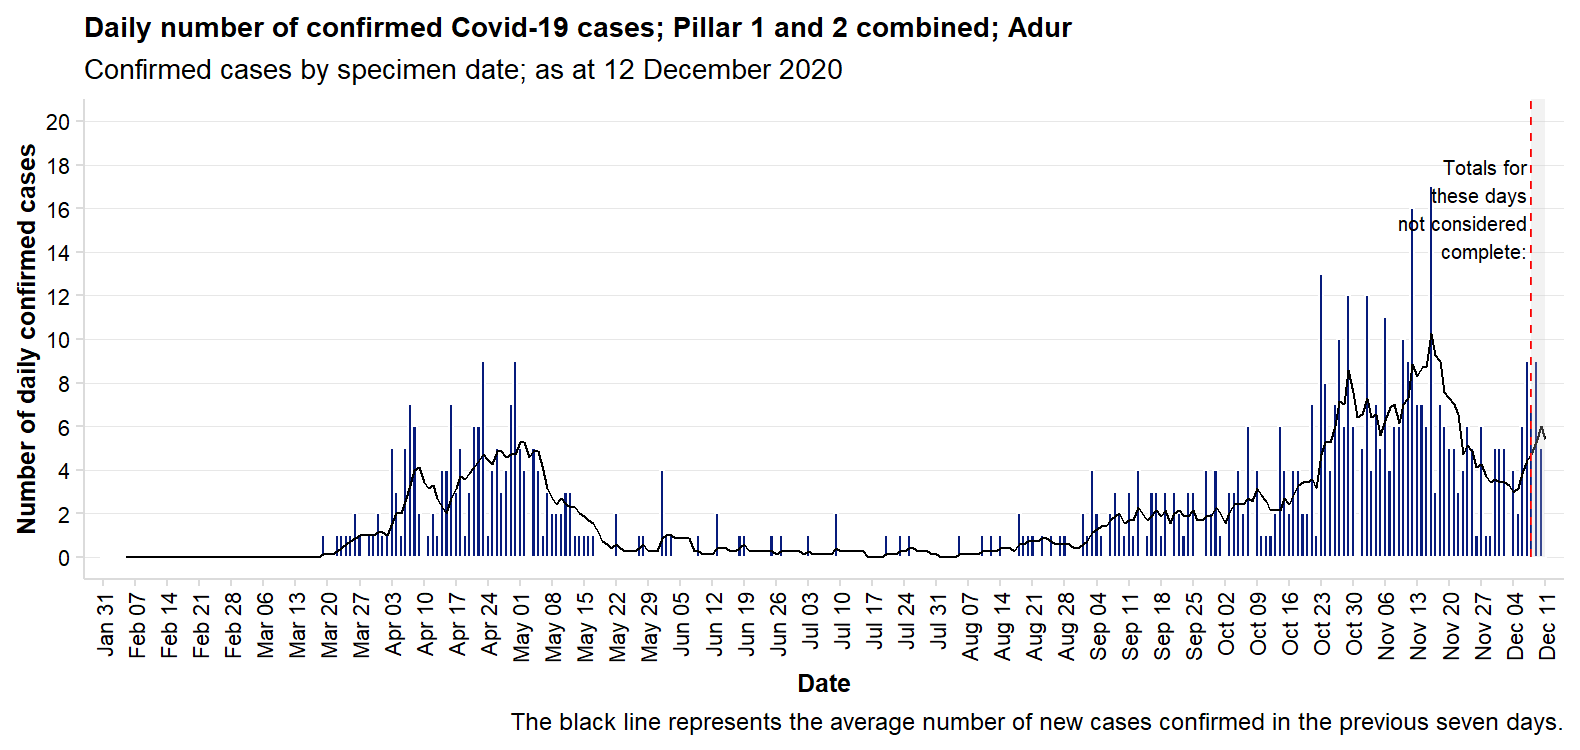 Daily number of confirmed Covid-19 cases; Pillar 1 and 2 combined; Adur
Confirmed cases by specimen date; as at 12 December 2020
Number of daily confirmed cases
20
18
16
14
12
10
8
6
4
2
0
Totals for
these days
not considered
complete:
Jan 31
Feb 07
Feb 14
Feb 21
Feb 28
Mar 06
Mar 13
Mar 20
Mar 27
Apr 03
Apr 10
Apr 17
Apr 24
May 01
May 08
May 15
May 22
May 29
Jun 05
Jun 12
Jun 19
Jun 26
Jul 03
Jul 10
Jul 17
Jul 24
Jul 31
Aug 07
Aug 14
Aug 21
Aug 28
Sep 04
Sep 11
Sep 18
Sep 25
Oct 02
Oct 09
Oct 16
Oct 23
Oct 30
Nov 06
Nov 13
Nov 20
Nov 27
Dec 04
Dec 11
Date
The black line represents the average number of new cases confirmed in the previous seven days.